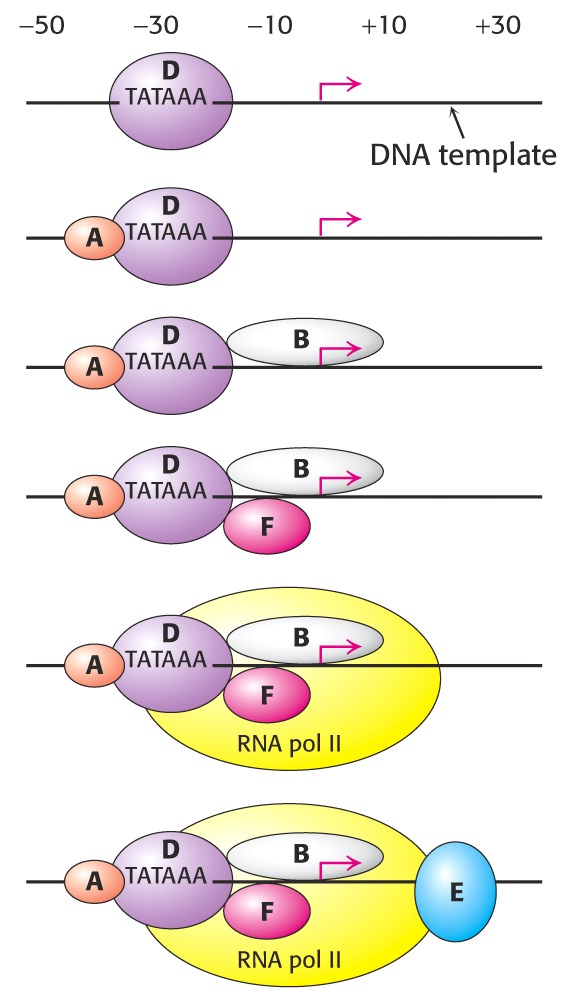 −50 −30 −10 +10 +30
D
TATAAA
DNA template
D
A TATAAA
D B
A TATAAA
D B
A TATAAA
F
D B
A TATAAA
F
RNA pol II
D B
A TATAAA E
F
RNA pol II